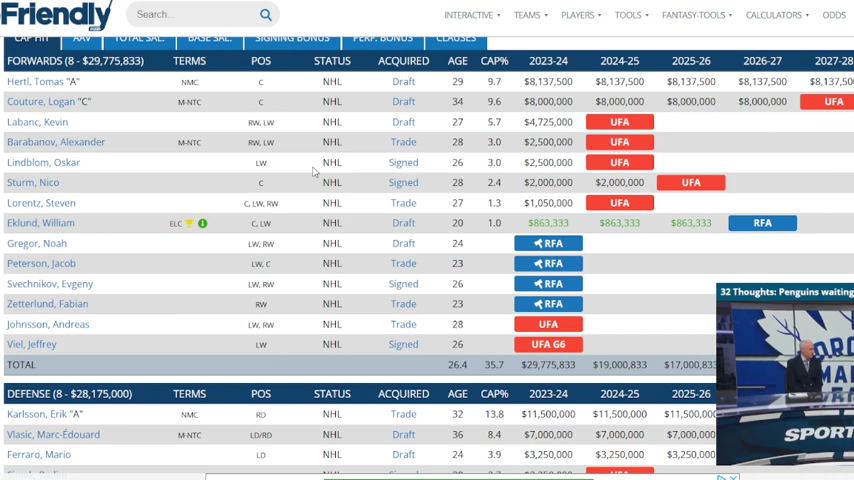 Friendly
Search...
INTERACTIVE TEAMS PLAYERS TOOLS FANTASY-TOOLS CALCULATORS ODDS
CAP HIT AAV TOTAL SAL. BASE SAL. SIGNING BONUS PERF. BONUS CLAUSES
FORWARDS (8 - $29,775,833) TERMS POS STATUS ACQUIRED AGE CAP% 2023-24 2024-25 2025-26 2026-27 2027-28
Hertl, Tomas "A" NMC C NHL Draft 29 9.7 $8,137,500 $8,137,500 $8,137,500 $8,137,500 $8,137,50
Couture, Logan "C" M-NTC C NHL Draft 34 9.6 $8,000,000 $8,000,000 $8,000,000 $8,000,000 UFA
Labanc, Kevin RW, LW NHL Draft 27 5.7 $4,725,000 UFA
Barabanov, Alexander M-NTC RW, LW NHL Trade 28 3.0 $2,500,000 UFA
Lindblom, Oskar LW NHL Signed 26 3.0 $2,500,000 UFA
Sturm, Nico C NHL Signed 28 2.4 $2,000,000 $2,000,000 UFA
Lorentz, Steven C, LW, RW NHL Trade 27 1.3 $1,050,000 UFA
Eklund, William ELC C, LW NHL Draft 20 1.0 $863,333 $863,333 $863,333 RFA
Gregor, Noah LW, RW NHL Draft 24 RFA
Peterson, Jacob LW, C NHL Trade 23 RFA
Svechnikov, Evgeny LW, RW NHL Signed 26 RFA
Zetterlund, Fabian RW NHL Trade 23 RFA
Johnsson, Andreas LW, RW NHL Trade 28 UFA
Viel, Jeffrey LW NHL Signed 26 UFA G6
TOTAL 26.4 35.7 $29,775,833 $19,000,833 $17,000,833
32 Thoughts: Penguins waiting
DEFENSE (8 - $28,175,000) TERMS POS STATUS ACQUIRED AGE CAP% 2023-24 2024-25 2025-26
Karlsson, Erik "A" NMC RD NHL Trade 32 13.8 $11,500,000 $11,500,000 $11,500,000
Vlasic, Marc-Édouard M-NTC LD/RD NHL Draft 36 8.4 $7,000,000 $7,000,000 $7,000,000
Ferraro, Mario LD NHL Draft 24 3.9 $3,250,000 $3,250,000 $3,250,000
SPORT